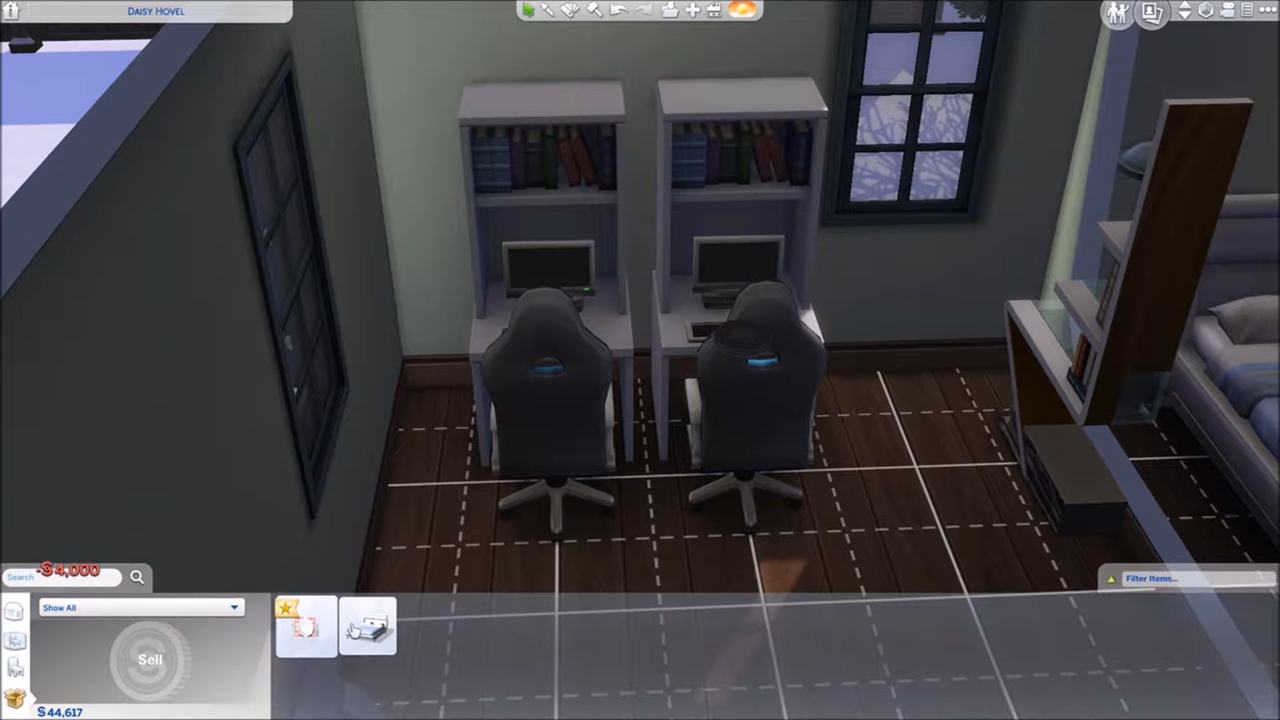 DAISY HOVEL
Search
-§4,000
Filter Items...
Show All
Sell
§44,617